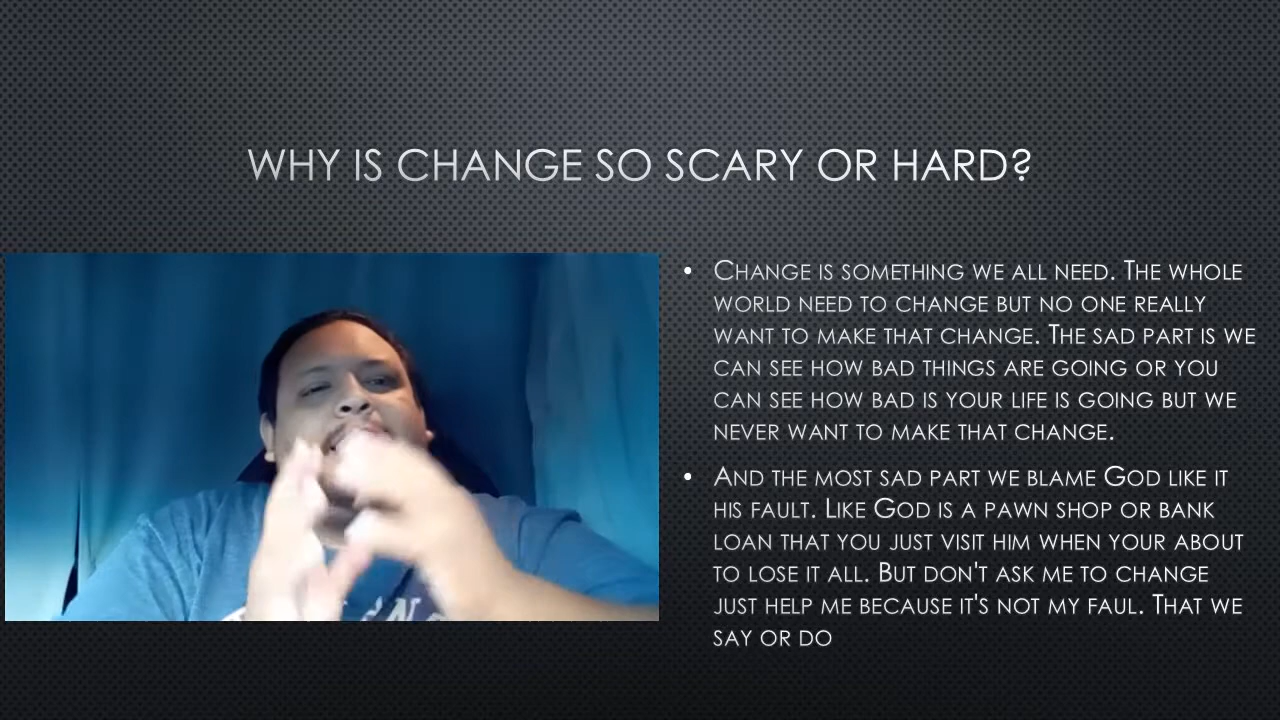 WHY IS CHANGE SO SCARY OR HARD?
• CHANGE IS SOMETHING WE ALL NEED. THE WHOLE
WORLD NEED TO CHANGE BUT NO ONE REALLY
WANT TO MAKE THAT CHANGE. THE SAD PART IS WE
CAN SEE HOW BAD THINGS ARE GOING OR YOU
CAN SEE HOW BAD IS YOUR LIFE IS GOING BUT WE
NEVER WANT TO MAKE THAT CHANGE.
• AND THE MOST SAD PART WE BLAME GOD LIKE IT
HIS FAULT. LIKE GOD IS A PAWN SHOP OR BANK
LOAN THAT YOU JUST VISIT HIM WHEN YOUR ABOUT
TO LOSE IT ALL. BUT DON'T ASK ME TO CHANGE
JUST HELP ME BECAUSE IT'S NOT MY FAUL. THAT WE
SAY OR DO